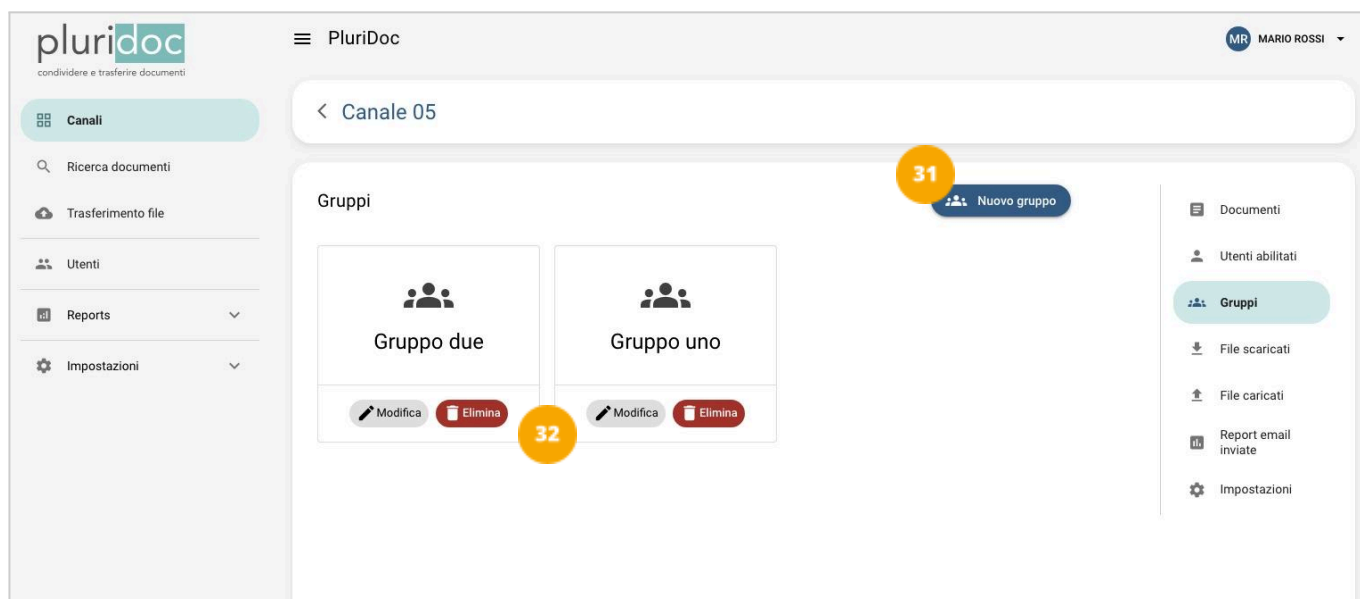 pluridoc
condividere e trasferire documenti
PluriDoc
MR MARIO ROSSI
Canali
Ricerca documenti
Trasferimento file
Utenti
Reports
Impostazioni
Canale 05
31
Gruppi
Nuovo gruppo
Gruppo due
Modifica Elimina
Gruppo uno
Modifica Elimina
32
Documenti
Utenti abilitati
Gruppi
File scaricati
File caricati
Report email
inviate
Impostazioni